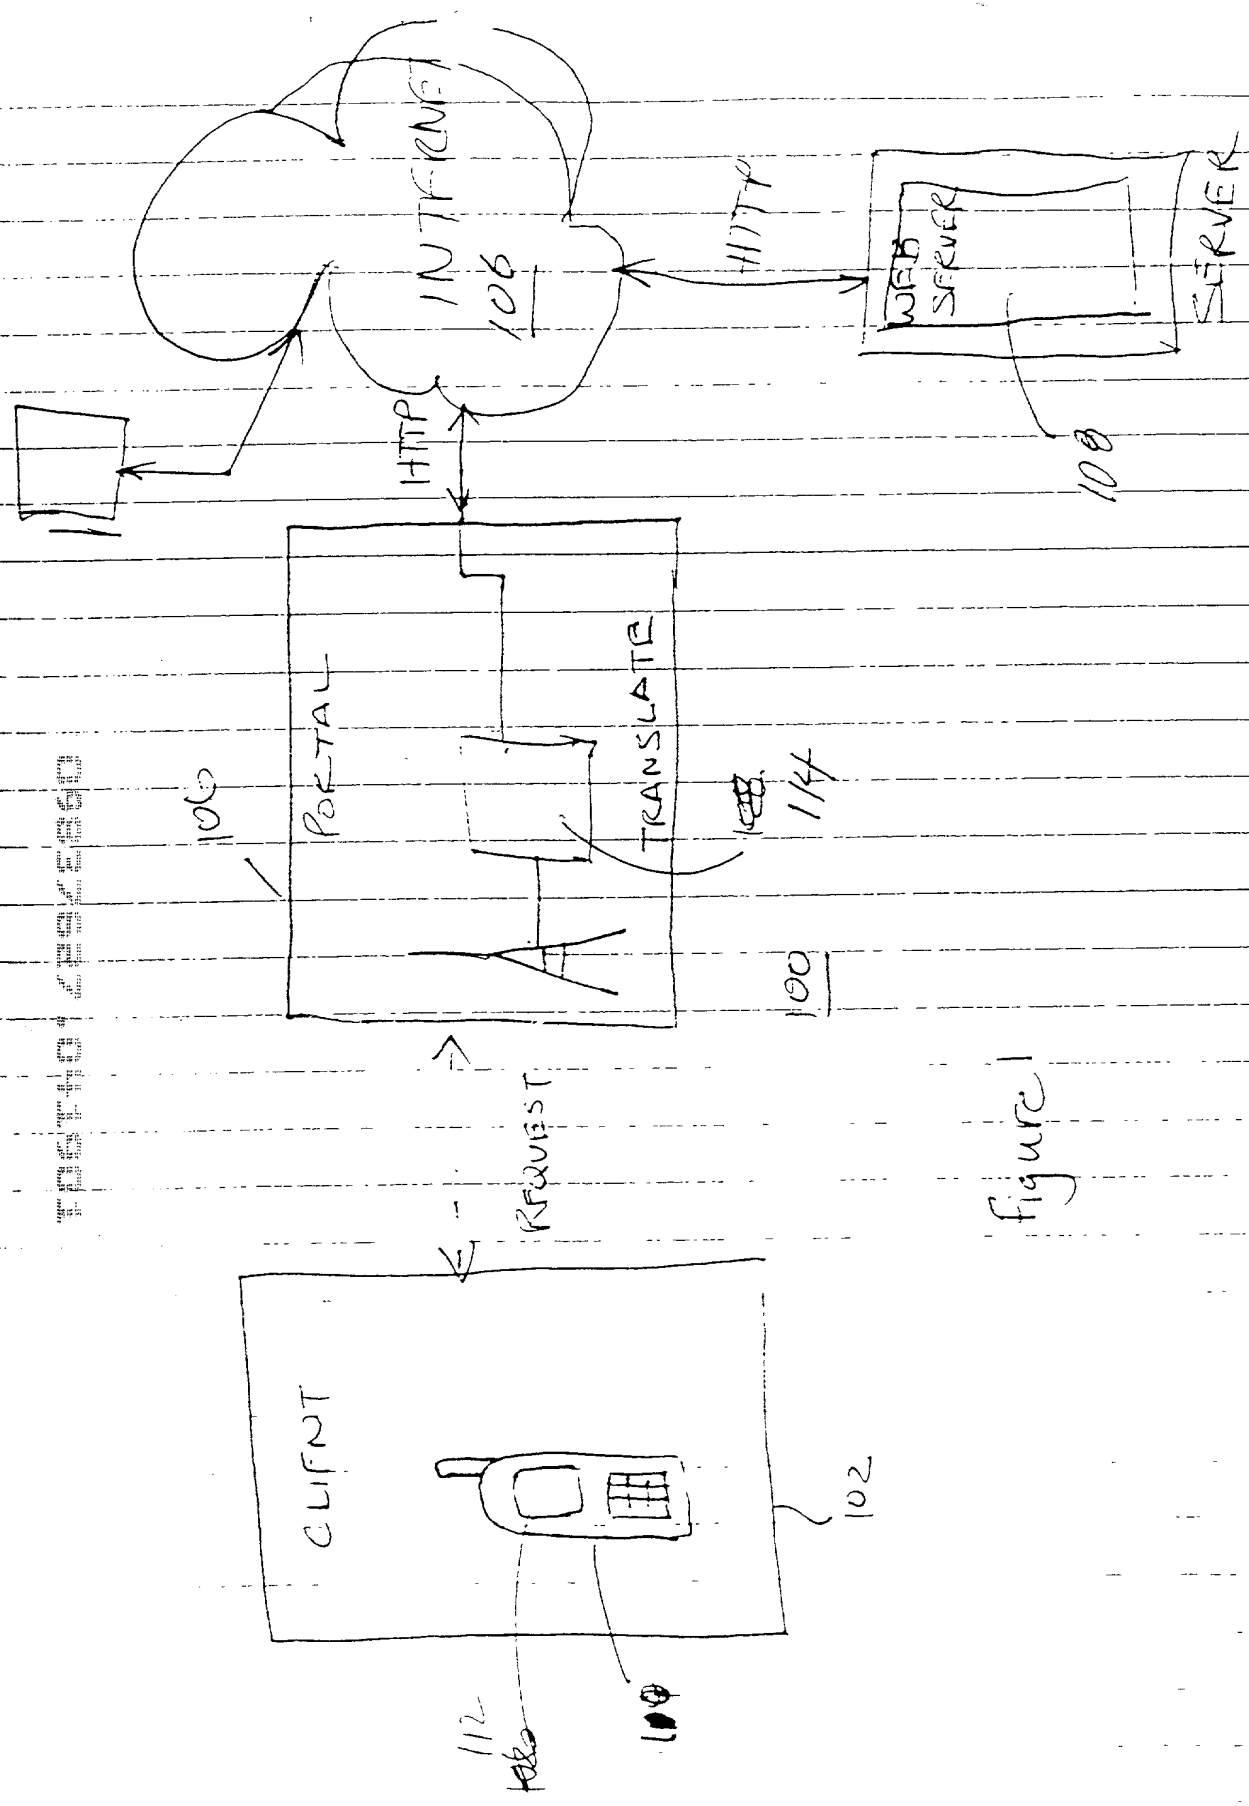 CLIENT
112
110
102
REQUEST
106
PORTAL
TRANSLATE
114
100
HTTP
INTERNET
106
HTTP
WEB
SERVER
108
SERVER
Figure 1